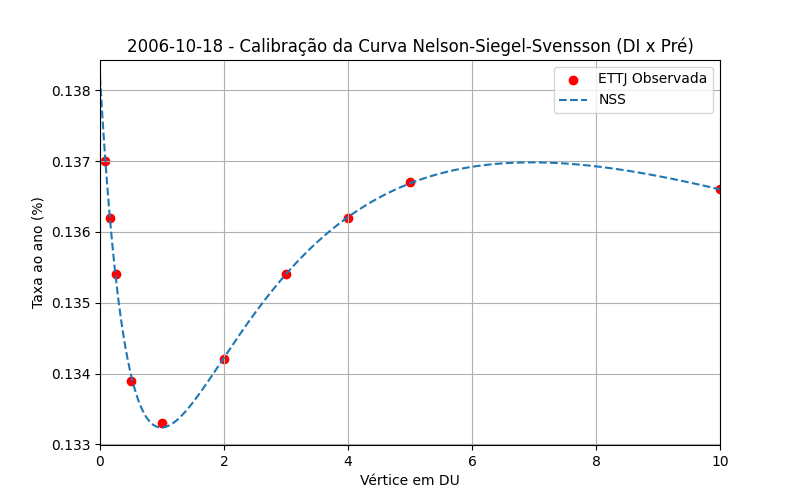 2006-10-18 - Calibração da Curva Nelson-Siegel-Svensson (DI x Pré)
ETTJ Observada
NSS
Taxa ao ano (%)
0.138
0.137
0.136
0.135
0.134
0.133
0 2 4 6 8 10
Vértice em DU